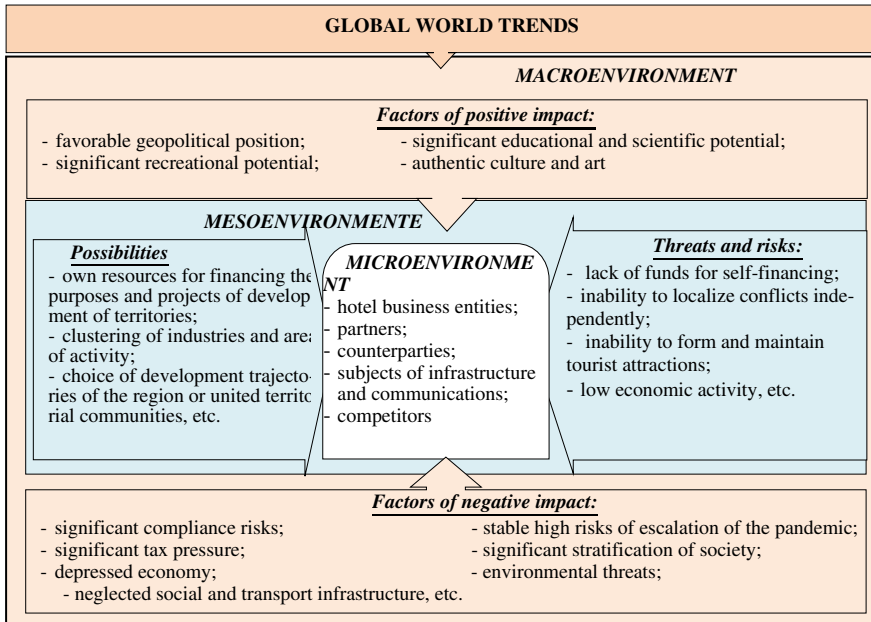 GLOBAL WORLD TRENDS
MACROENVIRONMENT
Factors of positive impact:
- favorable geopolitical position;
- significant recreational potential;
- significant educational and scientific potential;
- authentic culture and art
MESOENVIRONMENTE
Possibilities
- own resources for financing the
purposes and projects of develop
ment of territories;
- clustering of industries and area
of activity;
- choice of development trajecto-
ries of the region or united territo
rial communities, etc.
MICROENVIRONME
NT
- hotel business entities;
- partners;
- counterparties;
- subjects of infrastructure
and communications;
- competitors
Threats and risks:
- lack of funds for self-financing;
- inability to localize conflicts inde-
pendently;
- inability to form and maintain
tourist attractions;
- low economic activity, etc.
Factors of negative impact:
- significant compliance risks;
- significant tax pressure;
- depressed economy;
- neglected social and transport infrastructure, etc.
- stable high risks of escalation of the pandemic;
- significant stratification of society;
- environmental threats;